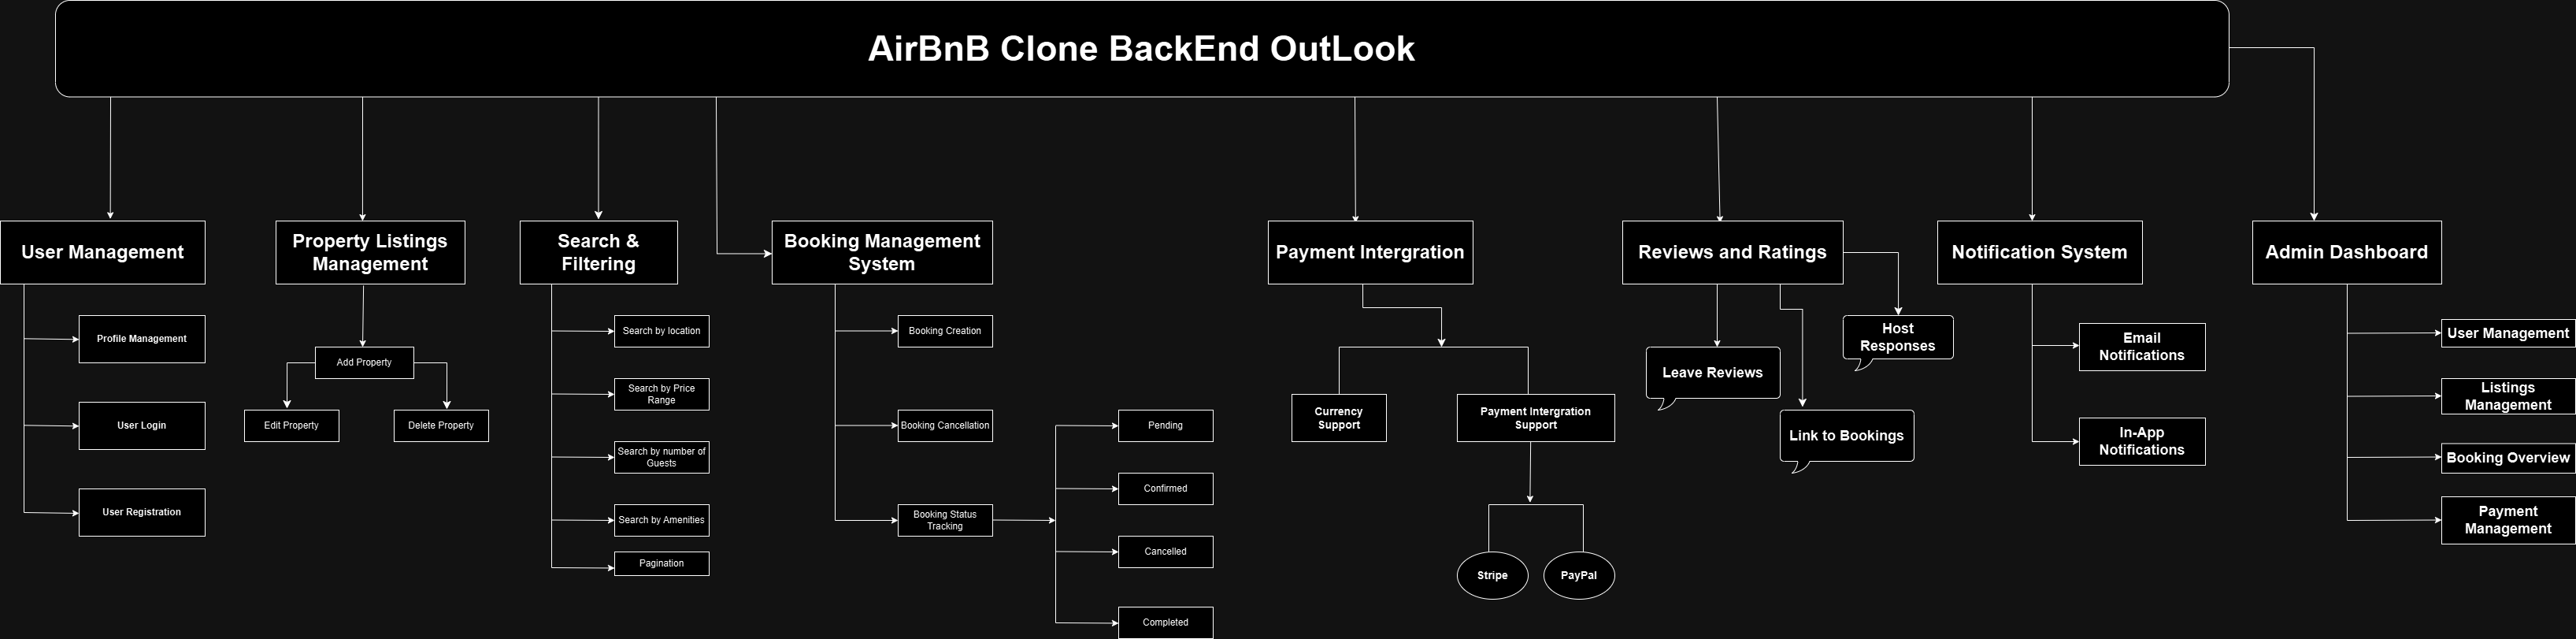 AirBnB Clone BackEnd OutLook
User Management
Profile Management
User Login
User Registration
Property Listings
Management
Add Property
Edit Property
Delete Property
Search &
Filtering
Search by location
Search by Price
Range
Search by number of
Guests
Search by Amenities
Pagination
Booking Management
System
Booking Creation
Booking Cancellation
Booking Status
Tracking
Pending
Confirmed
Cancelled
Completed
Payment Intergration
Currency
Support
Payment Intergration
Support
Stripe
PayPal
Reviews and Ratings
Leave Reviews
Link to Bookings
Host
Responses
Notification System
Email
Notifications
In-App
Notifications
Admin Dashboard
User Management
Listings
Management
Booking Overview
Payment
Management